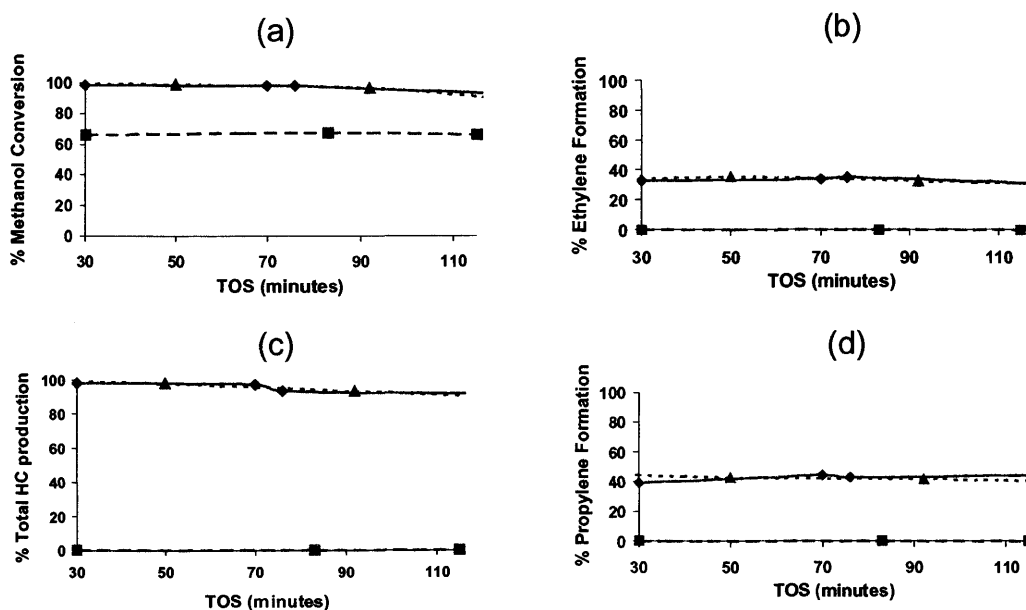 (a)
% Methanol Conversion
100
80
60
40
20
0
30 50 70 90 110
TOS (minutes)
(b)
% Ethylene Formation
100
80
60
40
20
0
30 50 70 90 110
TOS (minutes)
(c)
% Total HC production
100
80
60
40
20
0
30 50 70 90 110
TOS (minutes)
(d)
% Propylene Formation
100
80
60
40
20
0
30 50 70 90 110
TOS (minutes)